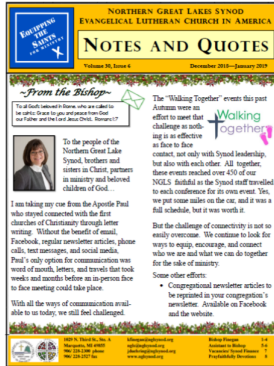 EQUIPPING
THE
SAINTS
FOR MINISTRY
NORTHERN GREAT LAKES SYNOD
EVANGELICAL LUTHERAN CHURCH IN AMERICA
NOTES AND QUOTES
Volume 30, Issue 6
December 2018—January 2019
~From the Bishop~
To all God's beloved in Rome, who are called to
be saints: Grace to you and peace from God
our Father and the Lord Jesus Christ. Romans 1:7
To the people of the
Northern Great Lake
Synod, brothers and
sisters in Christ, partners
in ministry and beloved
children of God…
I am taking my cue from the Apostle Paul
who stayed connected with the first
churches of Christianity through letter
writing. Without the benefit of email,
Facebook, regular newsletter articles, phone
calls, text messages, and social media,
Paul's only option for communication was
word of mouth, letters, and travels that took
weeks and months before an in-person face
to face meeting could take place.
With all the ways of communication avail-
able to us today, we still feel challenged.
The "Walking Together" events this past
Autumn were an
effort to meet that
challenge as noth-
ing is as effective
as face to face
contact, not only with Synod leadership,
but also with each other. All together,
these events reached over 450 of our
NGLS faithful as the Synod staff travelled
to each conference for its own event. Yes,
we put some miles on the car, and it was a
full schedule, but it was worth it.
Walking
Together
But the challenge of connectivity is not so
easily overcome. We continue to look for
ways to equip, encourage, and connect
who we are and what we can do together
for the sake of ministry.
Some other efforts:
• Congregational newsletter articles to
be reprinted in your congregation's
newsletter. Available on Facebook
and the website.
1029 N. Third St., Ste. A
Marquette, MI 49855
906/ 228-2300 phone
906/ 228-2527 fax
Bishop Finegan 1-4
Assistant to Bishop 5-6
Vocarized Synod Finance 7
Prayerfully Devotions 8